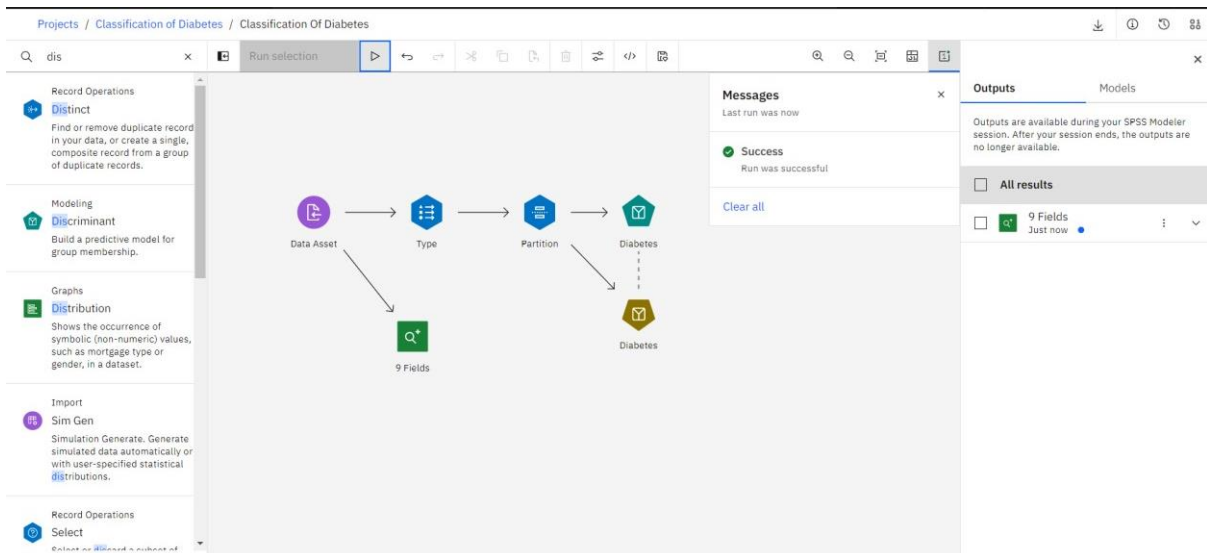 Projects / Classification of Diabetes / Classification Of Diabetes
dis
Run selection
Record Operations
Distinct
Find or remove duplicate record
in your data, or create a single,
composite record from a group
of duplicate records.
Modeling
Discriminant
Build a predictive model for
group membership.
Graphs
Distribution
Shows the occurrence of
symbolic (non-numeric) values,
such as mortgage type or
gender, in a dataset.
Import
Sim Gen
Simulation Generate. Generate
simulated data automatically or
with user-specified statistical
distributions.
Record Operations
Select
Select or discard a subset of
Data Asset
Type
Partition
Diabetes
9 Fields
Diabetes
Messages
Last run was now
Success
Run was successful
Clear all
Outputs
Models
Outputs are available during your SPSS Modeler
session. After your session ends, the outputs are
no longer available.
All results
9 Fields
Just now